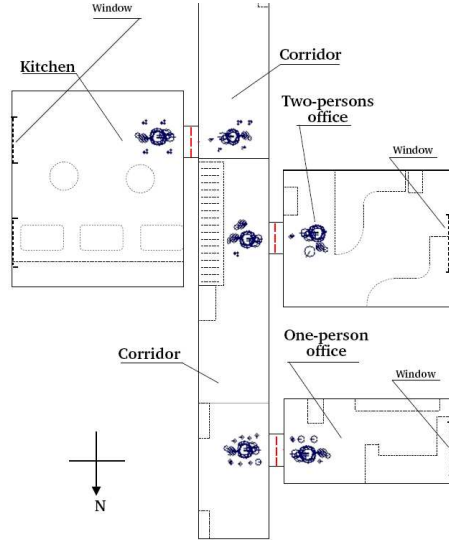 Window
Kitchen
Corridor
Two-persons
office
Window
One-person
office
Corridor
Window
N